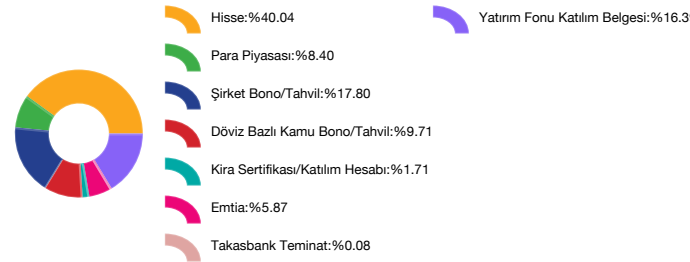 Hisse:%40.04
Para Piyasası:%8.40
Şirket Bono/Tahvil:%17.80
Döviz Bazlı Kamu Bono/Tahvil:%9.71
Kira Sertifikası/Katılım Hesabı:%1.71
Emtia:%5.87
Takasbank Teminat:%0.08
Yatırım Fonu Katılım Belgesi:%16.3